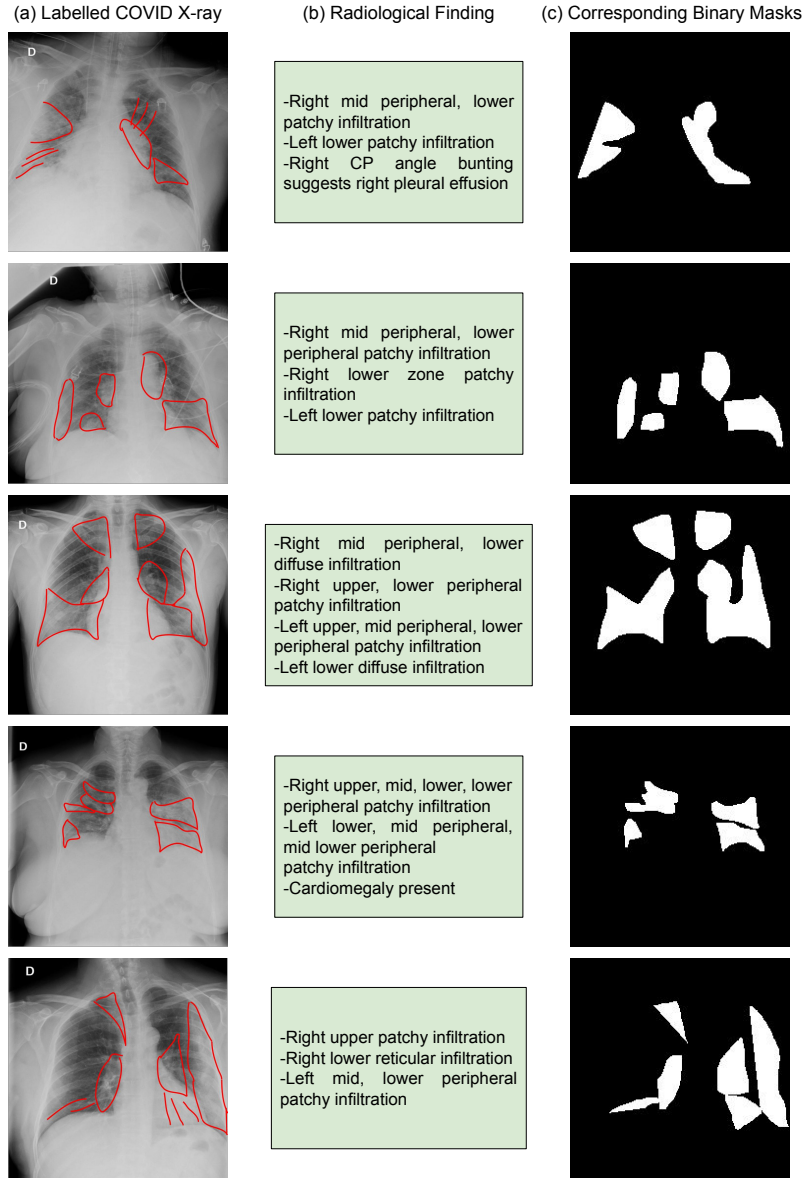 (a) Labelled COVID X-ray
(b) Radiological Finding
(c) Corresponding Binary Masks
D
-Right mid peripheral, lower
patchy infiltration
-Left lower patchy infiltration
-Right CP angle bunting
suggests right pleural effusion
D
-Right mid peripheral, lower
peripheral patchy infiltration
-Right lower zone patchy
infiltration
-Left lower patchy infiltration
D
-Right mid peripheral, lower
diffuse infiltration
-Right upper, lower peripheral
patchy infiltration
-Left upper, mid peripheral, lower
peripheral patchy infiltration
-Left lower diffuse infiltration
D
-Right upper, mid, lower, lower
peripheral patchy infiltration
-Left lower, mid peripheral,
mid lower peripheral
patchy infiltration
-Cardiomegaly present
D
-Right upper patchy infiltration
-Right lower reticular infiltration
-Left mid, lower peripheral
patchy infiltration